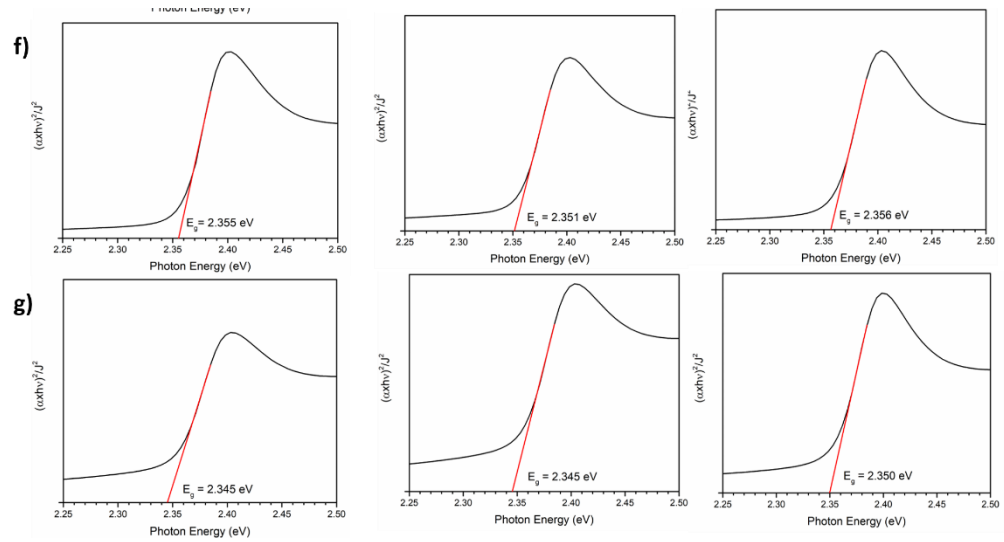 Photon Energy (eV)
f)
(αxhν)²/J²
E_g = 2.355 eV
2.25 2.30 2.35 2.40 2.45 2.50
Photon Energy (eV)
(αxhν)²/J²
E_g = 2.351 eV
2.25 2.30 2.35 2.40 2.45 2.50
Photon Energy (eV)
E_g = 2.356 eV
2.25 2.30 2.35 2.40 2.45 2.50
Photon Energy (eV)
g)
(αxhν)²/J²
E_g = 2.345 eV
2.25 2.30 2.35 2.40 2.45 2.50
Photon Energy (eV)
(αxhν)²/J²
E_g = 2.345 eV
2.25 2.30 2.35 2.40 2.45 2.50
Photon Energy (eV)
(αxhν)²/J²
E_g = 2.350 eV
2.25 2.30 2.35 2.40 2.45 2.50
Photon Energy (eV)